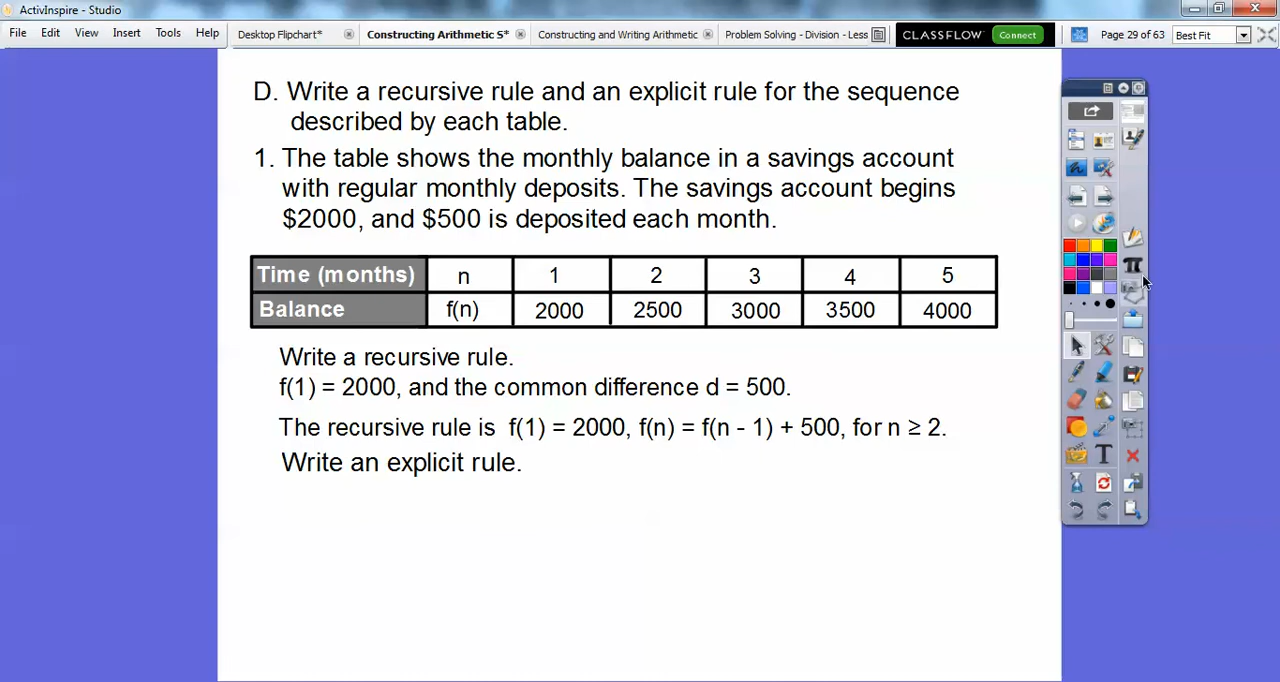 ActivInspire - Studio
File Edit View Insert Tools Help Desktop Flipchart* Constructing Arithmetic S* Constructing and Writing Arithmetic Problem Solving - Division - Less CLASSFLOW Connect Page 29 of 63 Best Fit
D. Write a recursive rule and an explicit rule for the sequence
described by each table.
1. The table shows the monthly balance in a savings account
with regular monthly deposits. The savings account begins
$2000, and $500 is deposited each month.
Time (months) n 1 2 3 4 5
Balance f(n) 2000 2500 3000 3500 4000
Write a recursive rule.
f(1) = 2000, and the common difference d = 500.
The recursive rule is f(1) = 2000, f(n) = f(n - 1) + 500, for n ≥ 2.
Write an explicit rule.